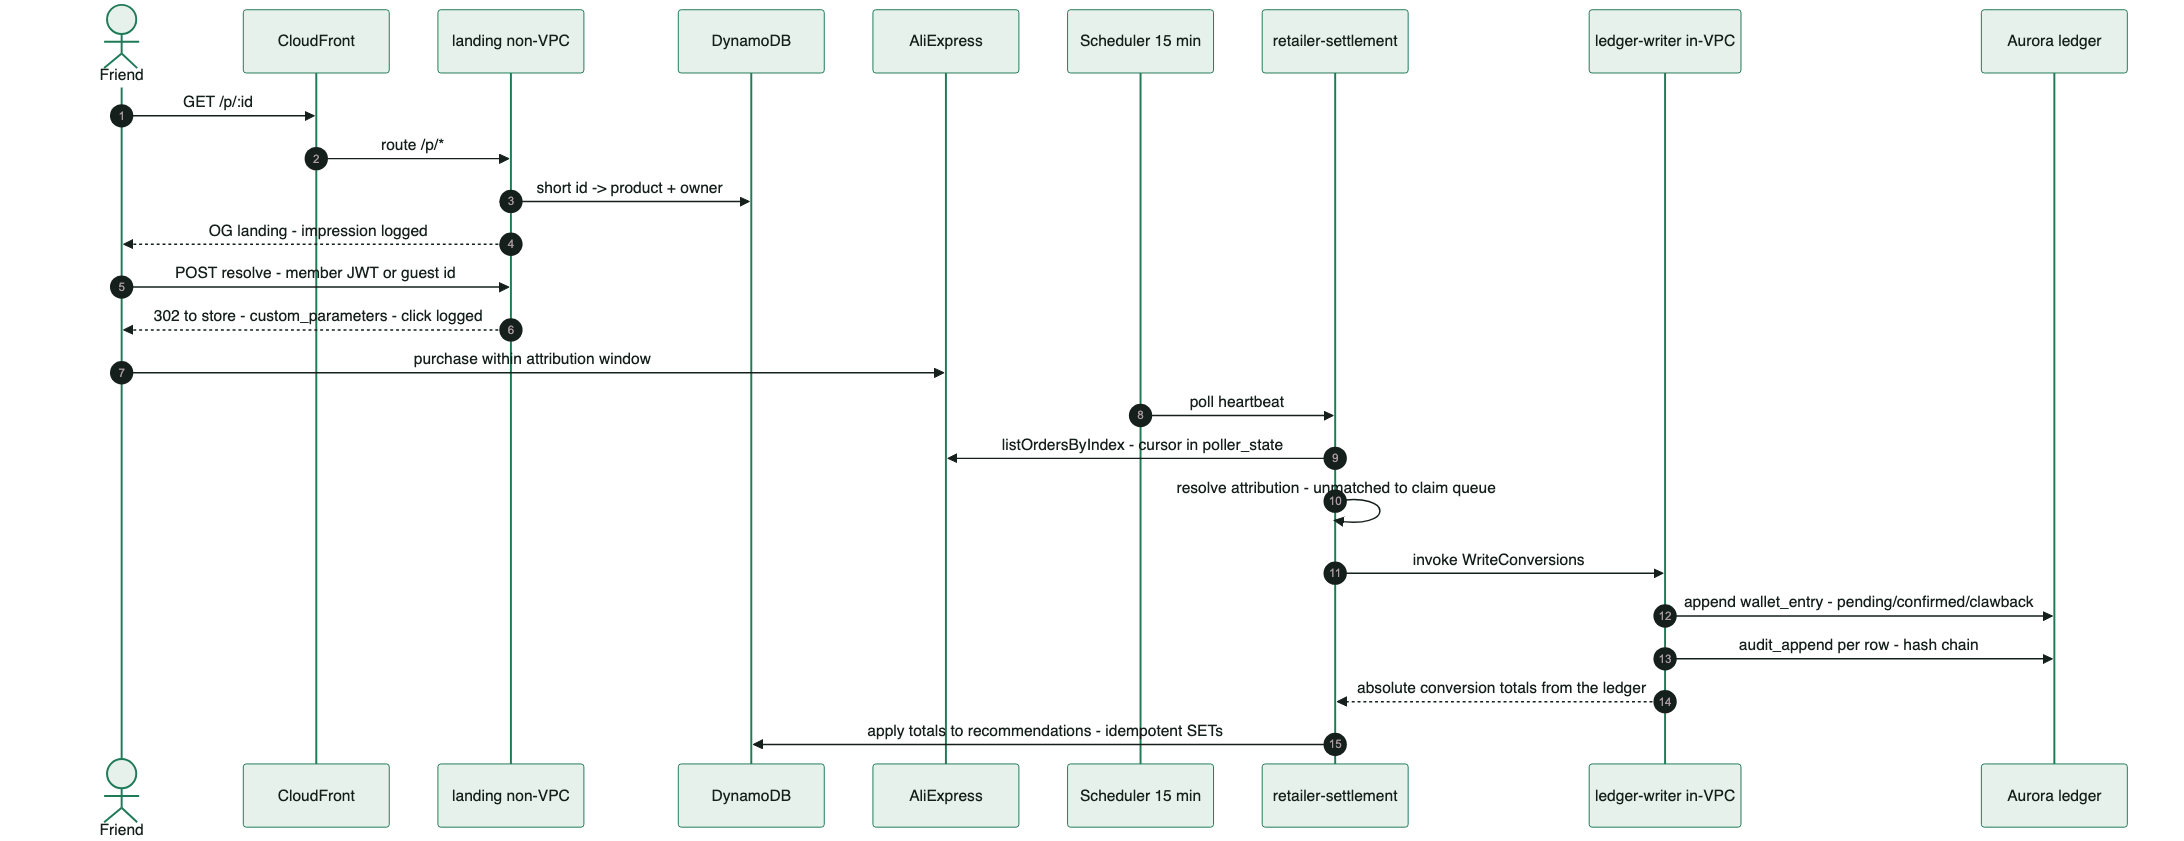 CloudFront
landing non-VPC
DynamoDB
AliExpress
Scheduler 15 min
retailer-settlement
ledger-writer in-VPC
Aurora ledger
Friend
GET /p/:id
1
route /p/*
2
short id -> product + owner
3
OG landing - impression logged
4
POST resolve - member JWT or guest id
5
302 to store - custom_parameters - click logged
6
purchase within attribution window
7
poll heartbeat
8
listOrdersByIndex - cursor in poller_state
9
resolve attribution - unmatched to claim queue
10
invoke WriteConversions
11
append wallet_entry - pending/confirmed/clawback
12
audit_append per row - hash chain
13
absolute conversion totals from the ledger
14
apply totals to recommendations - idempotent SETs
15
CloudFront
landing non-VPC
DynamoDB
AliExpress
Scheduler 15 min
retailer-settlement
ledger-writer in-VPC
Aurora ledger
Friend